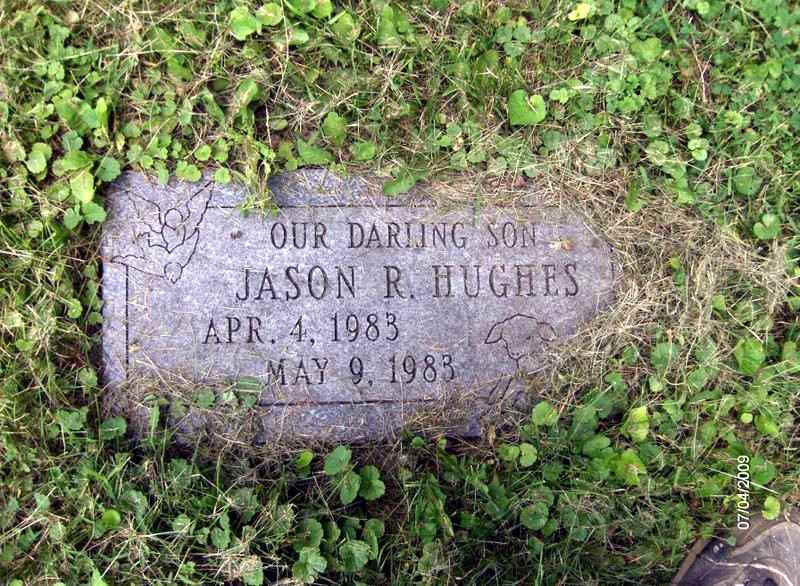 OUR DARLING SON
JASON R. HUGHES
APR. 4, 1983
MAY 9, 1983
07/04/2009